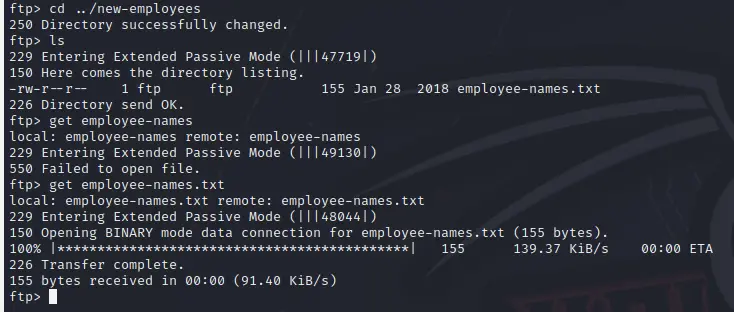 ftp> cd ../new-employees
250 Directory successfully changed.
ftp> ls
229 Entering Extended Passive Mode (|||47719|)
150 Here comes the directory listing.
-rw-r--r--    1 ftp      ftp           155 Jan 28  2018 employee-names.txt
226 Directory send OK.
ftp> get employee-names
local: employee-names remote: employee-names
229 Entering Extended Passive Mode (|||49130|)
550 Failed to open file.
ftp> get employee-names.txt
local: employee-names.txt remote: employee-names.txt
229 Entering Extended Passive Mode (|||48044|)
150 Opening BINARY mode data connection for employee-names.txt (155 bytes).
100% |********************************************|   155      139.37 KiB/s    00:00 ETA
226 Transfer complete.
155 bytes received in 00:00 (91.40 KiB/s)
ftp>